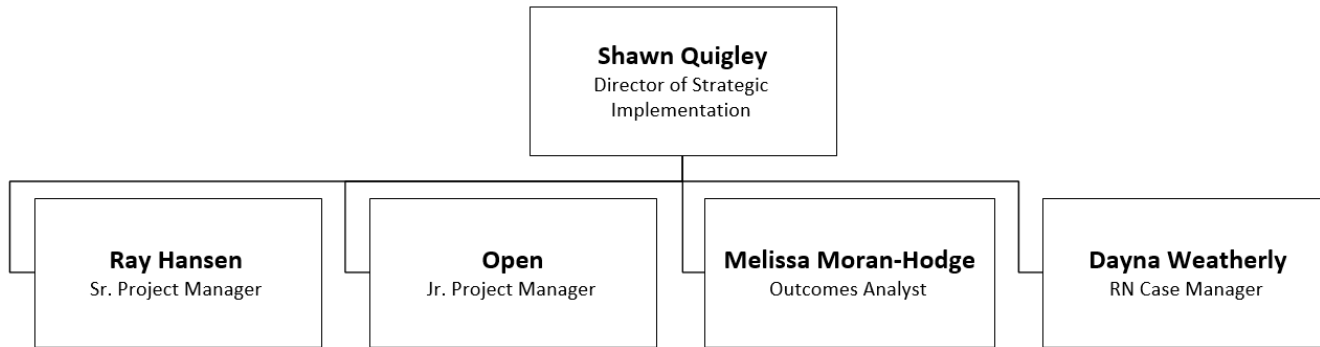 Shawn Quigley
Director of Strategic
Implementation
Ray Hansen
Sr. Project Manager
Open
Jr. Project Manager
Melissa Moran-Hodge
Outcomes Analyst
Dayna Weatherly
RN Case Manager